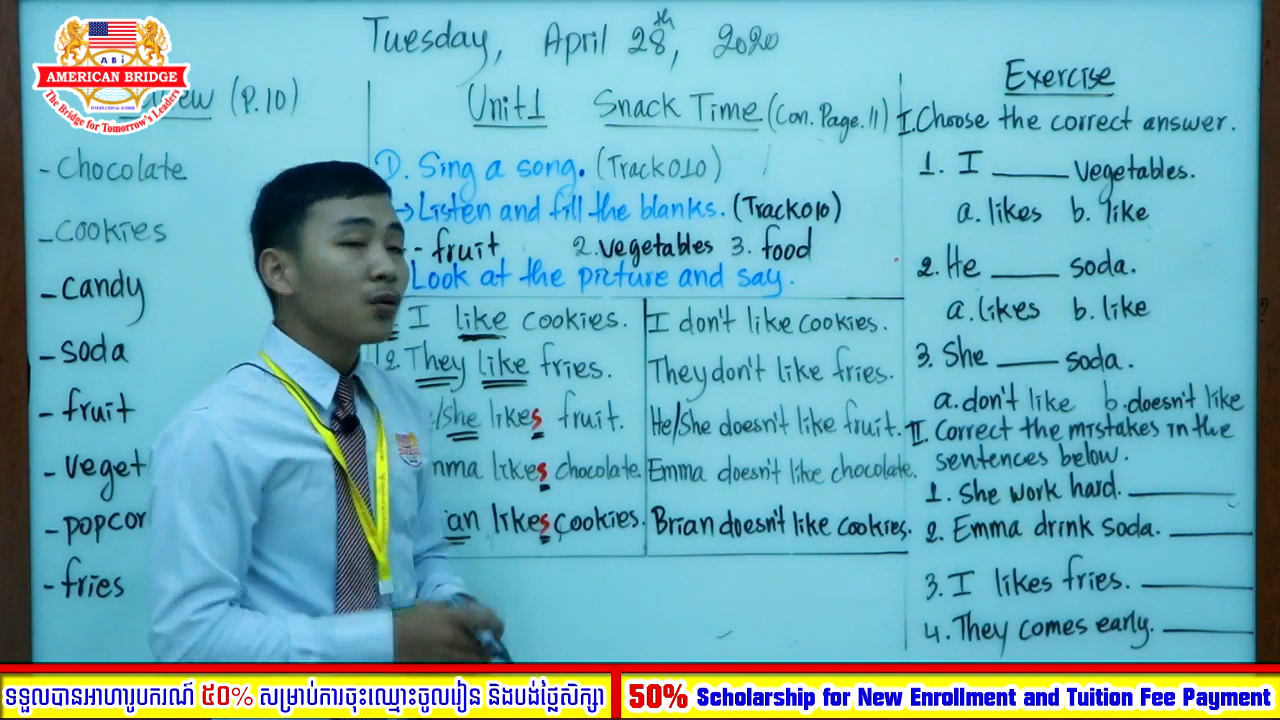 ABi
AMERICAN BRIDGE
INTERNATIONAL SCHOOL
The Bridge for Tomorrow's Leaders
Tuesday, April 28th, 2020
(P.10)
- Chocolate
- cookies
- candy
- soda
- fruit
- veget
- popcor
- fries
Unit1 Snack Time (Con. Page. 11)
D. Sing a song. (Track 010)
→ Listen and fill the blanks. (Track 010)
- fruit 2. vegetables 3. food
Look at the picture and say.
I like cookies. I don't like cookies.
2. They like fries. They don't like fries.
/She likes fruit. He/She doesn't like fruit.
mma likes chocolate. Emma doesn't like chocolate.
ian likes cookies. Brian doesn't like cookies.
Exercise
I. Choose the correct answer.
1. I ____ vegetables.
a. likes b. like
2. He ____ soda.
a. likes b. like
3. She ____ soda.
a. don't like b. doesn't like
II. Correct the mistakes in the
sentences below.
1. She work hard. ____
2. Emma drink soda. ____
3. I likes fries. ____
4. They comes early. ____
ទទួលបានអាហារូបករណ៍ ៥០% សម្រាប់ការចុះឈ្មោះចូលរៀន និងបង់ថ្លៃសិក្សា
50% Scholarship for New Enrollment and Tuition Fee Payment